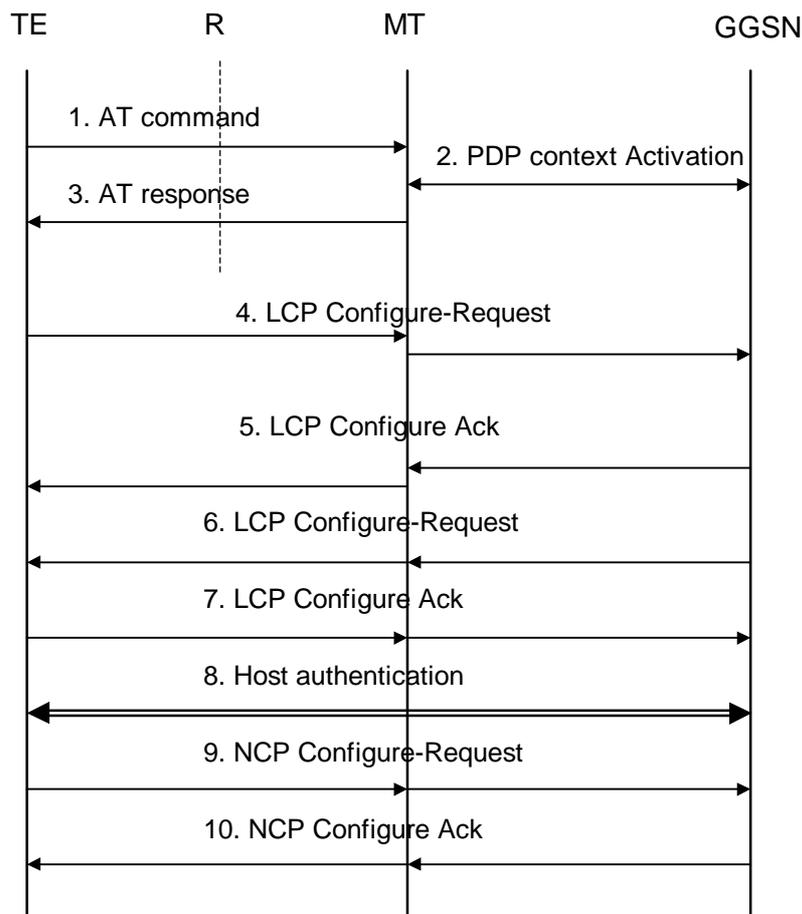 TE R MT GGSN
1. AT command
2. PDP context Activation
3. AT response
4. LCP Configure-Request
5. LCP Configure Ack
6. LCP Configure-Request
7. LCP Configure Ack
8. Host authentication
9. NCP Configure-Request
10. NCP Configure Ack